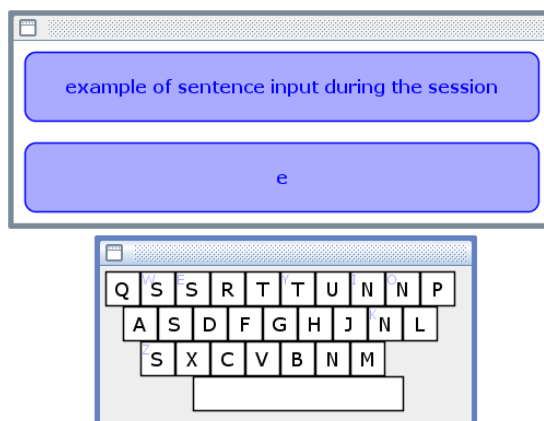 example of sentence input during the session
e
Q W S E S R T Y T U I N O N P
A S D F G H J K N L
Z S X C V B N M